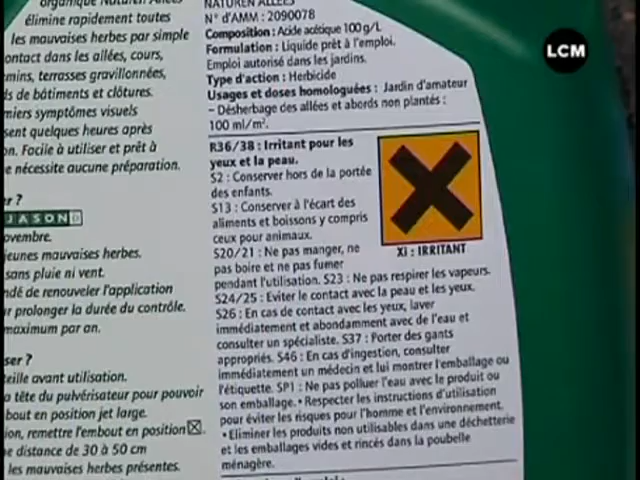 élimine rapidement toutes
les mauvaises herbes par simple
ontact dans les allées, cours,
mins, terrasses gravillonnées,
ds de bâtiments et clôtures.
miers symptômes visuels
sent quelques heures après
on. Facile à utiliser et prêt à
e nécessite aucune préparation.
er ?
JASON
ovembre.
jeunes mauvaises herbes.
sans pluie ni vent.
ndé de renouveler l'application
r prolonger la durée du contrôle.
maximum par an.
ser ?
teille avant utilisation.
a tête du pulvérisateur pour pouvoir
bout en position jet large.
ion, remettre l'embout en position
e distance de 30 à 50 cm
les mauvaises herbes présentes.
NATUREN ALLÉES
N° d'AMM : 2090078
Composition : Acide acétique 100 g/L
Formulation : Liquide prêt à l'emploi.
Emploi autorisé dans les jardins.
Type d'action : Herbicide
Usages et doses homologuées : Jardin d'amateur
- Désherbage des allées et abords non plantés :
100 ml/m².
R36/38 : Irritant pour les
yeux et la peau.
S2 : Conserver hors de la portée
des enfants.
S13 : Conserver à l'écart des
aliments et boissons y compris
ceux pour animaux.
S20/21 : Ne pas manger, ne
pas boire et ne pas fumer
pendant l'utilisation. S23 : Ne pas respirer les vapeurs.
S24/25 : Eviter le contact avec la peau et les yeux.
S26 : En cas de contact avec les yeux, laver
immédiatement et abondamment avec de l'eau et
consulter un spécialiste. S37 : Porter des gants
appropriés. S46 : En cas d'ingestion, consulter
immédiatement un médecin et lui montrer l'emballage ou
l'étiquette. SP1 : Ne pas polluer l'eau avec le produit ou
son emballage. • Respecter les instructions d'utilisation
pour éviter les risques pour l'homme et l'environnement.
• Eliminer les produits non utilisables dans une déchetterie
et les emballages vides et rincés dans la poubelle
ménagère.
Xi : IRRITANT
LCM